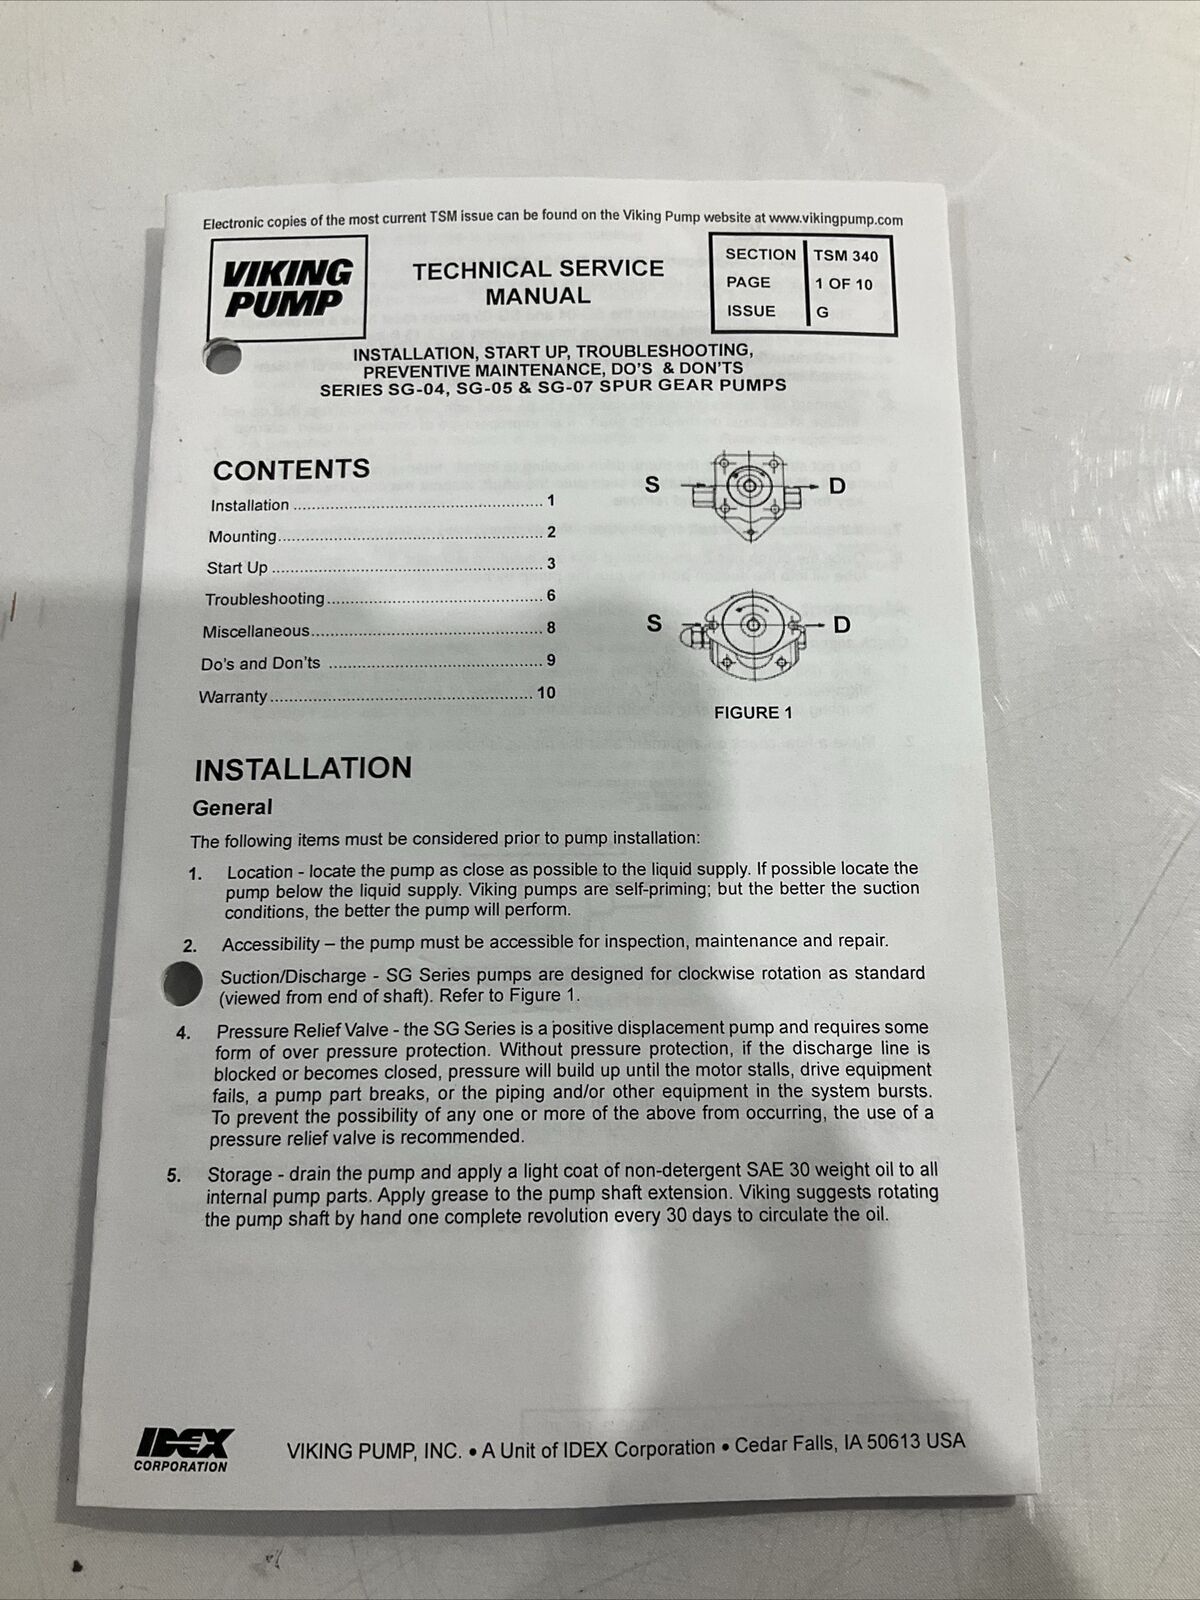 Electronic copies of the most current TSM issue can be found on the Viking Pump website at www.vikingpump.com
VIKING
PUMP
TECHNICAL SERVICE
MANUAL
SECTION TSM 340
PAGE 1 OF 10
ISSUE G
INSTALLATION, START UP, TROUBLESHOOTING,
PREVENTIVE MAINTENANCE, DO'S & DON'TS
SERIES SG-04, SG-05 & SG-07 SPUR GEAR PUMPS
CONTENTS
Installation ..................................................... 1
Mounting........................................................ 2
Start Up ......................................................... 3
Troubleshooting ............................................. 6
Miscellaneous................................................. 8
Do's and Don'ts ............................................. 9
Warranty ....................................................... 10
S D
S D
FIGURE 1
INSTALLATION
General
The following items must be considered prior to pump installation:
1. Location - locate the pump as close as possible to the liquid supply. If possible locate the
pump below the liquid supply. Viking pumps are self-priming; but the better the suction
conditions, the better the pump will perform.
2. Accessibility – the pump must be accessible for inspection, maintenance and repair.
Suction/Discharge - SG Series pumps are designed for clockwise rotation as standard
(viewed from end of shaft). Refer to Figure 1.
4. Pressure Relief Valve - the SG Series is a positive displacement pump and requires some
form of over pressure protection. Without pressure protection, if the discharge line is
blocked or becomes closed, pressure will build up until the motor stalls, drive equipment
fails, a pump part breaks, or the piping and/or other equipment in the system bursts.
To prevent the possibility of any one or more of the above from occurring, the use of a
pressure relief valve is recommended.
5. Storage - drain the pump and apply a light coat of non-detergent SAE 30 weight oil to all
internal pump parts. Apply grease to the pump shaft extension. Viking suggests rotating
the pump shaft by hand one complete revolution every 30 days to circulate the oil.
IDEX
CORPORATION
VIKING PUMP, INC. • A Unit of IDEX Corporation • Cedar Falls, IA 50613 USA